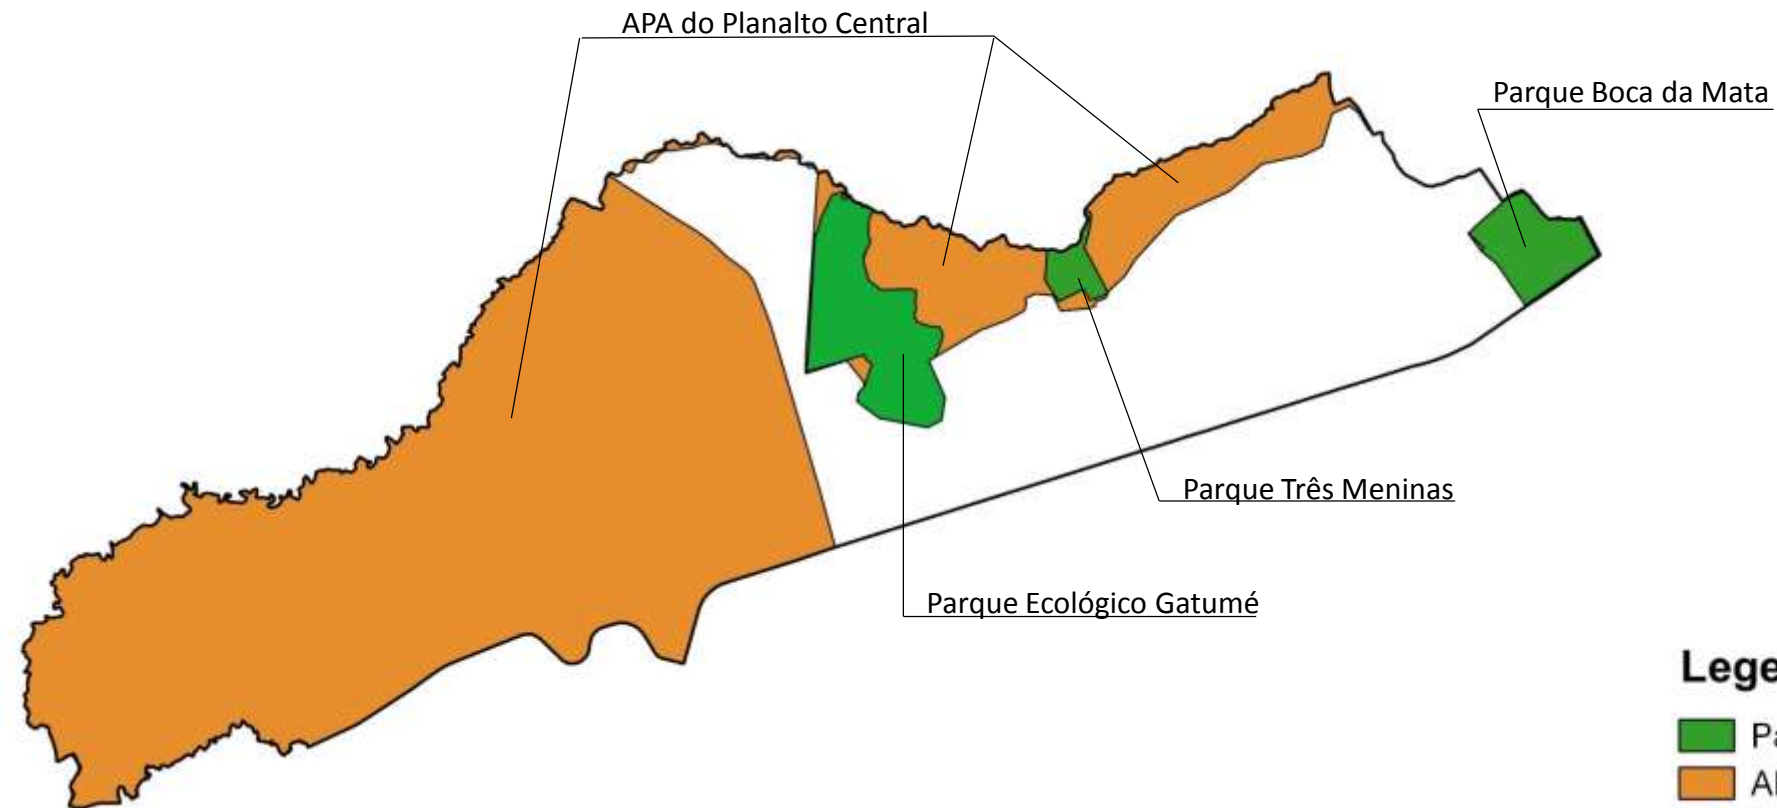 APA do Planalto Central
Parque Boca da Mata
Parque Três Meninas
Parque Ecológico Gatumé